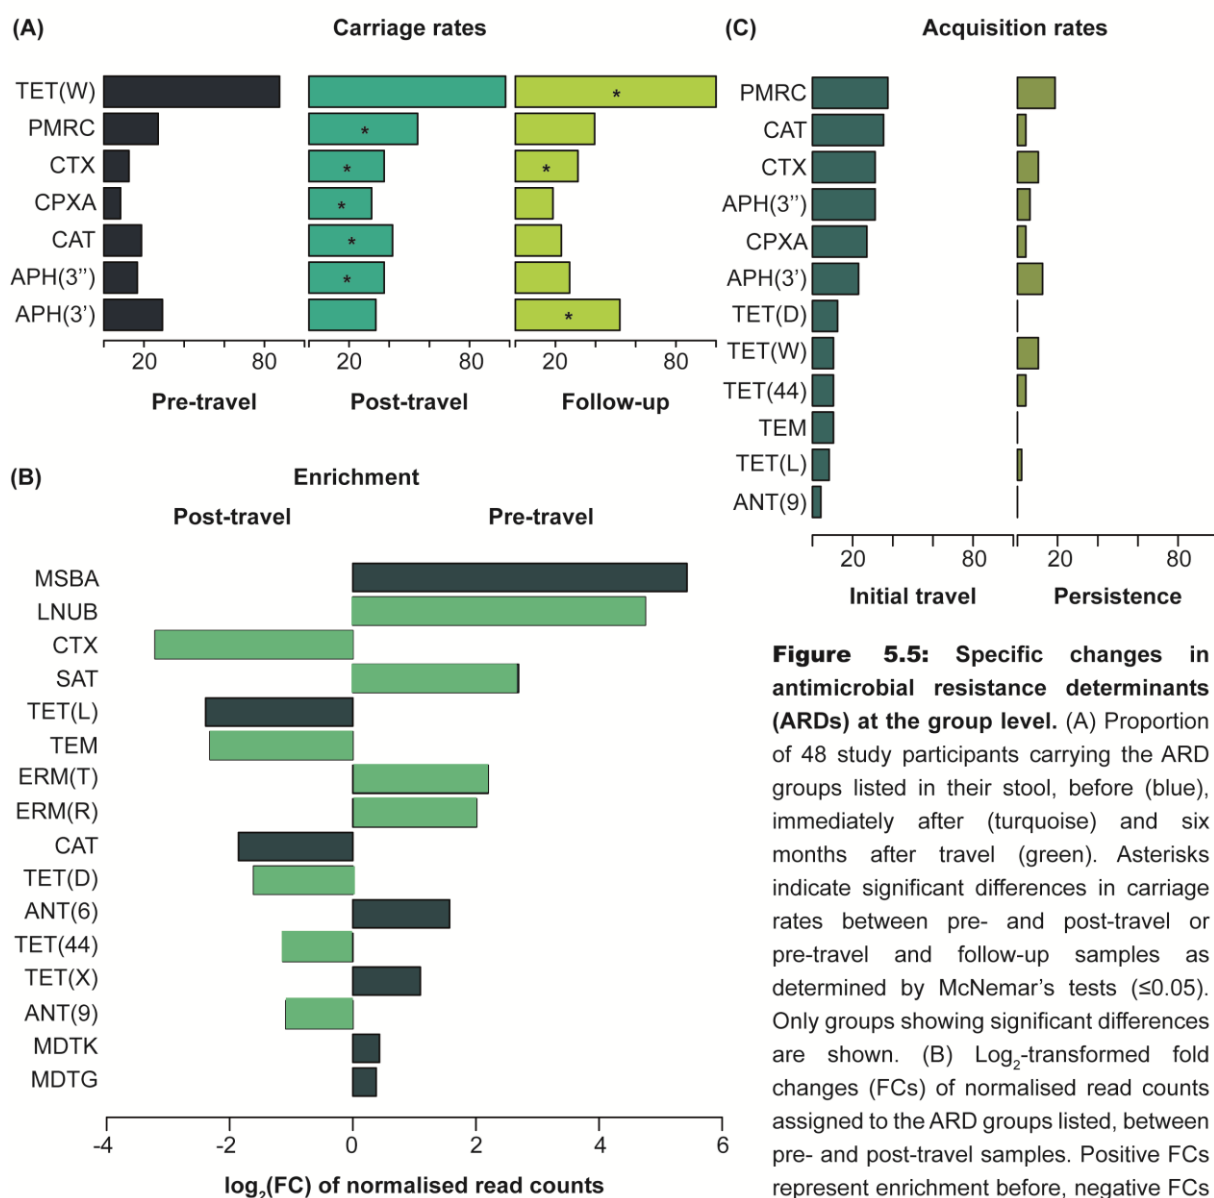 (A)
Carriage rates
TET(W)
PMRC
CTX
CPXA
CAT
APH(3'')
APH(3')
* 
* * * * *
* * *
20 80
20 80
20 80
Pre-travel Post-travel Follow-up
(B)
Enrichment
Post-travel Pre-travel
MSBA
LNUB
CTX
SAT
TET(L)
TEM
ERM(T)
ERM(R)
CAT
TET(D)
ANT(6)
TET(44)
TET(X)
ANT(9)
MDTK
MDTG
-4 -2 0 2 4 6
log₂(FC) of normalised read counts
(C)
Acquisition rates
PMRC
CAT
CTX
APH(3'')
CPXA
APH(3')
TET(D)
TET(W)
TET(44)
TEM
TET(L)
ANT(9)
20 80
20 80
Initial travel Persistence
Figure 5.5: Specific changes in
antimicrobial resistance determinants
(ARDs) at the group level. (A) Proportion
of 48 study participants carrying the ARD
groups listed in their stool, before (blue),
immediately after (turquoise) and six
months after travel (green). Asterisks
indicate significant differences in carriage
rates between pre- and post-travel or
pre-travel and follow-up samples as
determined by McNemar's tests (≤0.05).
Only groups showing significant differences
are shown. (B) Log₂-transformed fold
changes (FCs) of normalised read counts
assigned to the ARD groups listed, between
pre- and post-travel samples. Positive FCs
represent enrichment before, negative FCs